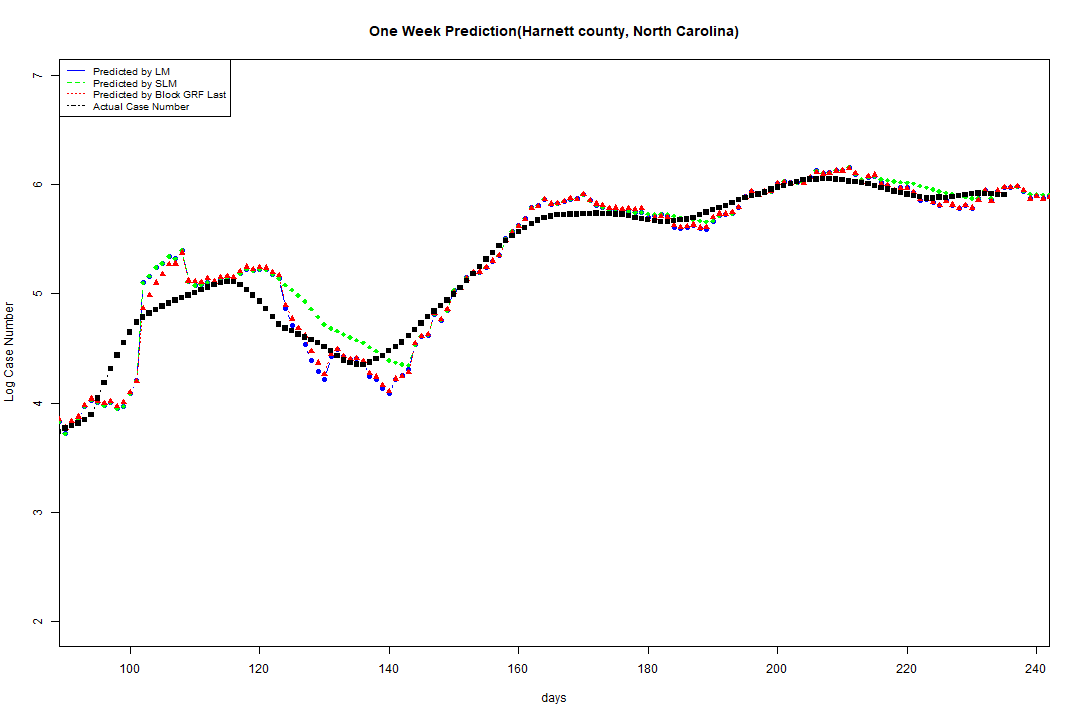 One Week Prediction(Harnett county, North Carolina)
Predicted by LM
Predicted by SLM
Predicted by Block GRF Last
Actual Case Number
7
6
5
4
3
2
Log Case Number
100 120 140 160 180 200 220 240
days